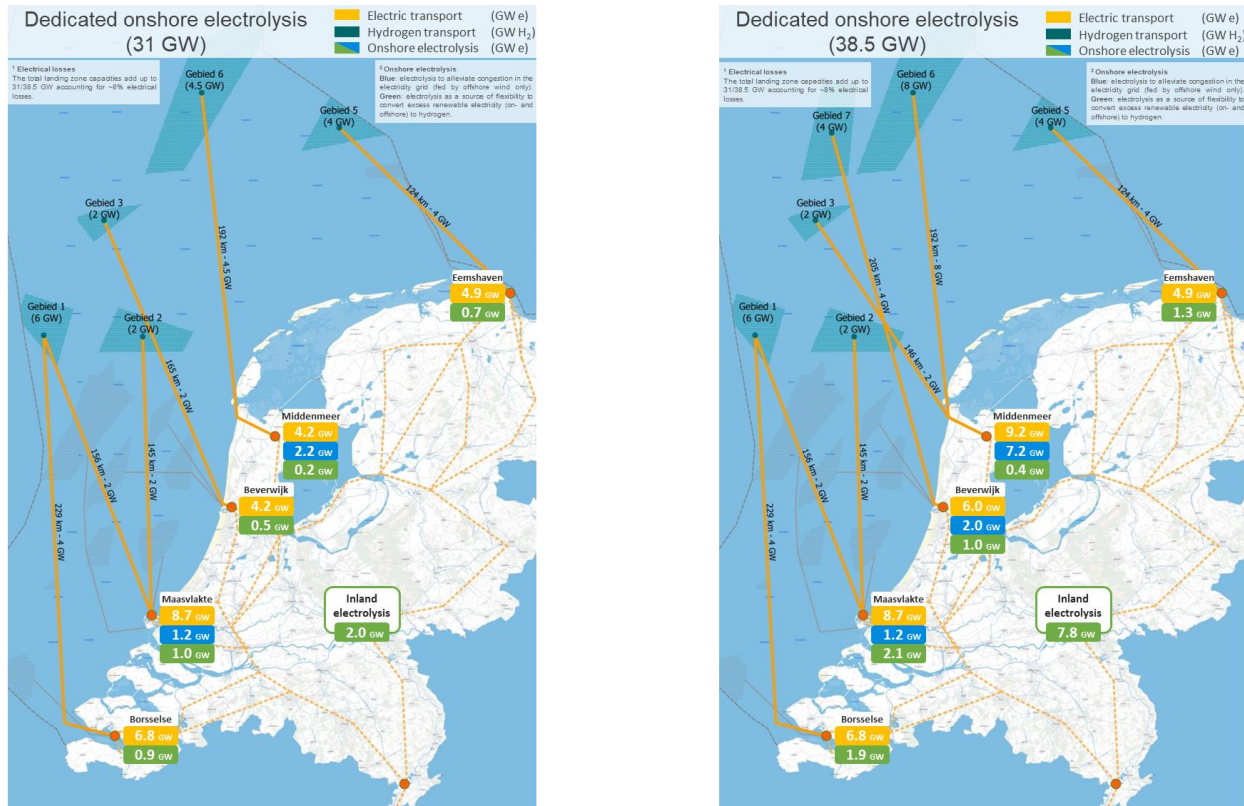 Dedicated onshore electrolysis
(31 GW)
Electric transport (GW e)
Hydrogen transport (GW H₂)
Onshore electrolysis (GW e)
¹ Electrical losses
The total landing zone capacities add up to
31/38.5 GW accounting for ~8% electrical
losses.
² Onshore electrolysis
Blue: electrolysis to alleviate congestion in the
electricity grid (fed by offshore wind only).
Green: electrolysis as a source of flexibility to
convert excess renewable electricity (on- and
offshore) to hydrogen.
Gebied 6
(4.5 GW)
Gebied 5
(4 GW)
124 km - 4 GW
Gebied 3
(2 GW)
192 km - 4.5 GW
Eemshaven
4.9 GW
0.7 GW
Gebied 1
(6 GW)
Gebied 2
(2 GW)
165 km - 2 GW
Middenmeer
4.2 GW
2.2 GW
0.2 GW
156 km - 2 GW
145 km - 2 GW
Beverwijk
4.2 GW
0.5 GW
229 km - 4 GW
Maasvlakte
8.7 GW
1.2 GW
1.0 GW
Inland
electrolysis
2.0 GW
Borsselse
6.8 GW
0.9 GW
Dedicated onshore electrolysis
(38.5 GW)
Electric transport (GW e)
Hydrogen transport (GW H₂)
Onshore electrolysis (GW e)
¹ Electrical losses
The total landing zone capacities add up to
31/38.5 GW accounting for ~8% electrical
losses.
² Onshore electrolysis
Blue: electrolysis to alleviate congestion in the
electricity grid (fed by offshore wind only).
Green: electrolysis as a source of flexibility to
convert excess renewable electricity (on- and
offshore) to hydrogen.
Gebied 6
(8 GW)
Gebied 7
(4 GW)
Gebied 5
(4 GW)
124 km - 4 GW
Gebied 3
(2 GW)
192 km - 8 GW
205 km - 4 GW
Eemshaven
4.9 GW
1.3 GW
Gebied 1
(6 GW)
Gebied 2
(2 GW)
146 km - 2 GW
Middenmeer
9.2 GW
7.2 GW
0.4 GW
156 km - 2 GW
145 km - 2 GW
Beverwijk
6.0 GW
2.0 GW
1.0 GW
229 km - 4 GW
Maasvlakte
8.7 GW
1.2 GW
2.1 GW
Inland
electrolysis
7.8 GW
Borsselse
6.8 GW
1.9 GW